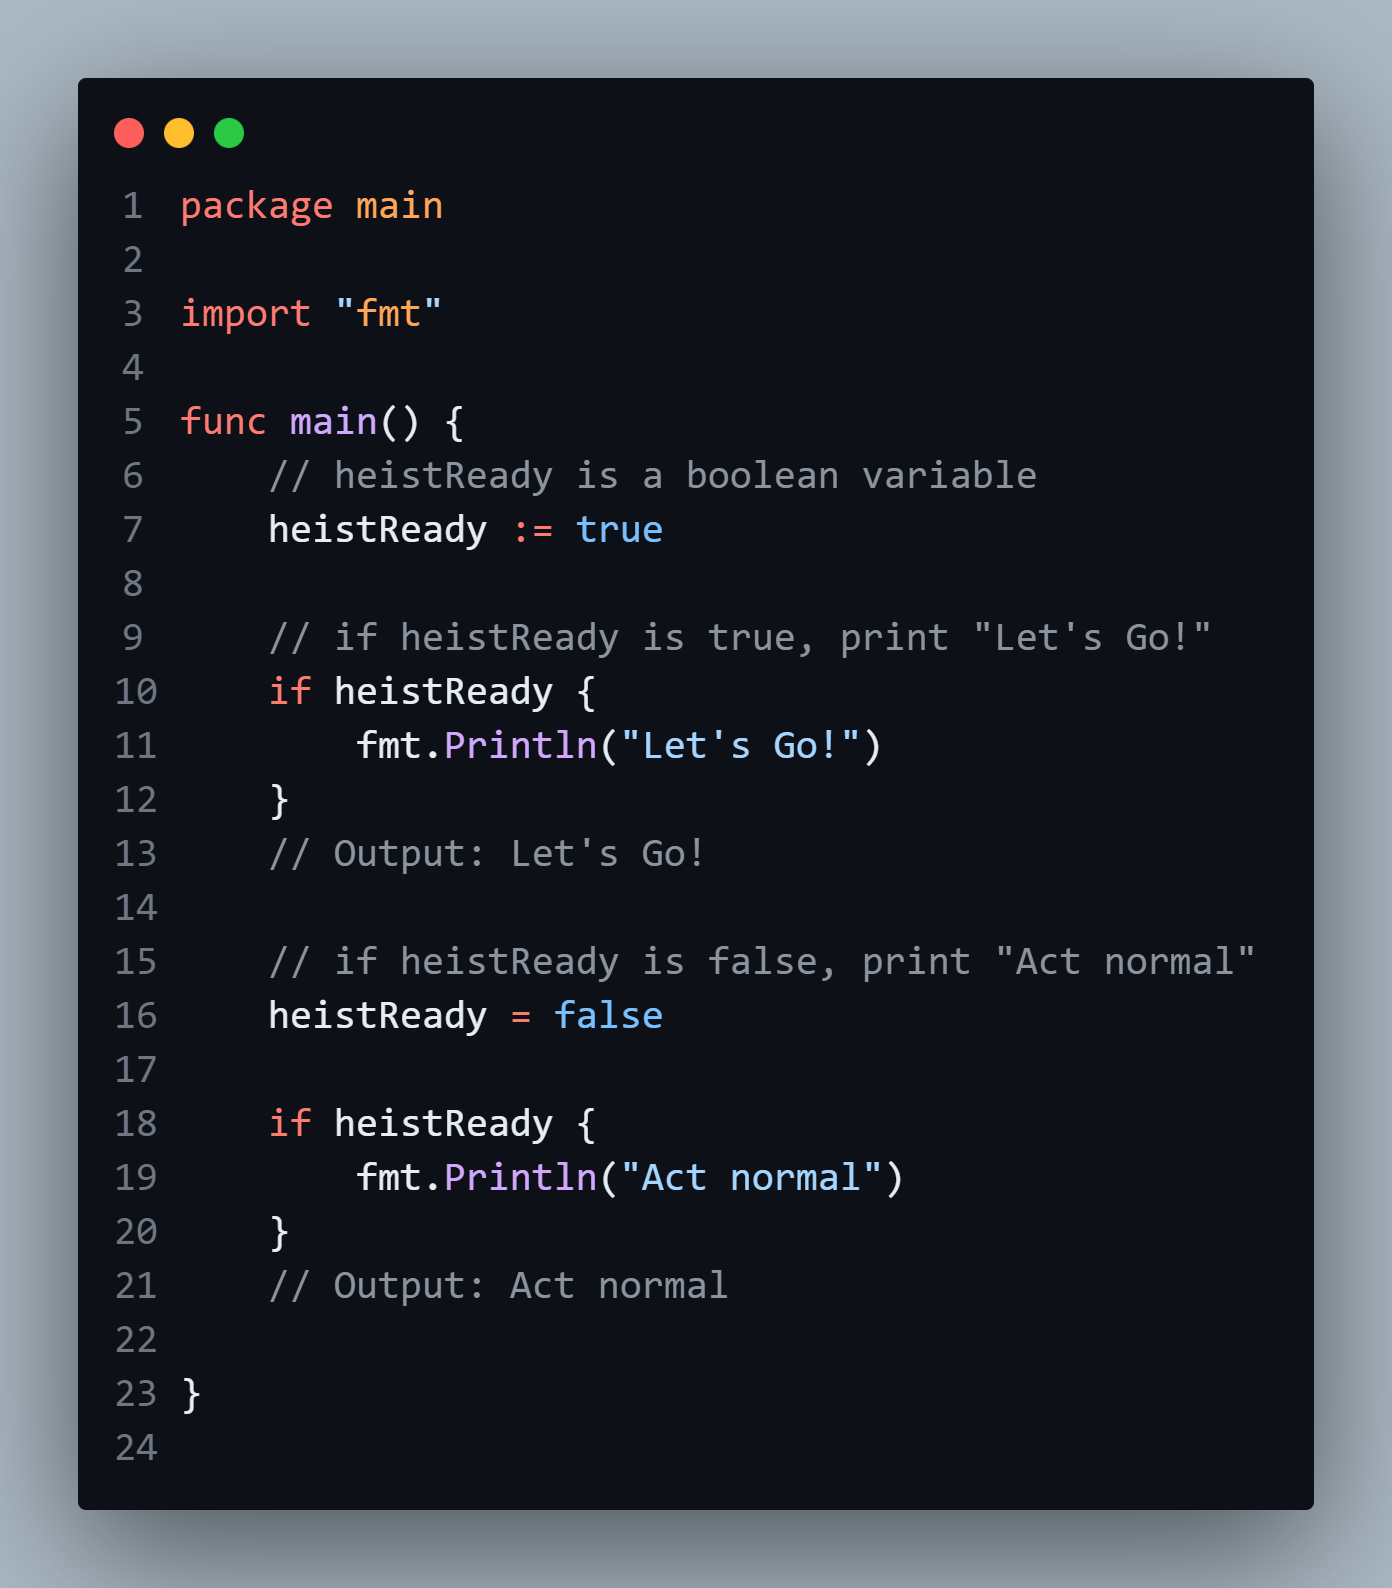 1 package main
2
3 import "fmt"
4
5 func main() {
6     // heistReady is a boolean variable
7     heistReady := true
8
9     // if heistReady is true, print "Let's Go!"
10     if heistReady {
11         fmt.Println("Let's Go!")
12     }
13     // Output: Let's Go!
14
15     // if heistReady is false, print "Act normal"
16     heistReady = false
17
18     if heistReady {
19         fmt.Println("Act normal")
20     }
21     // Output: Act normal
22
23 }
24